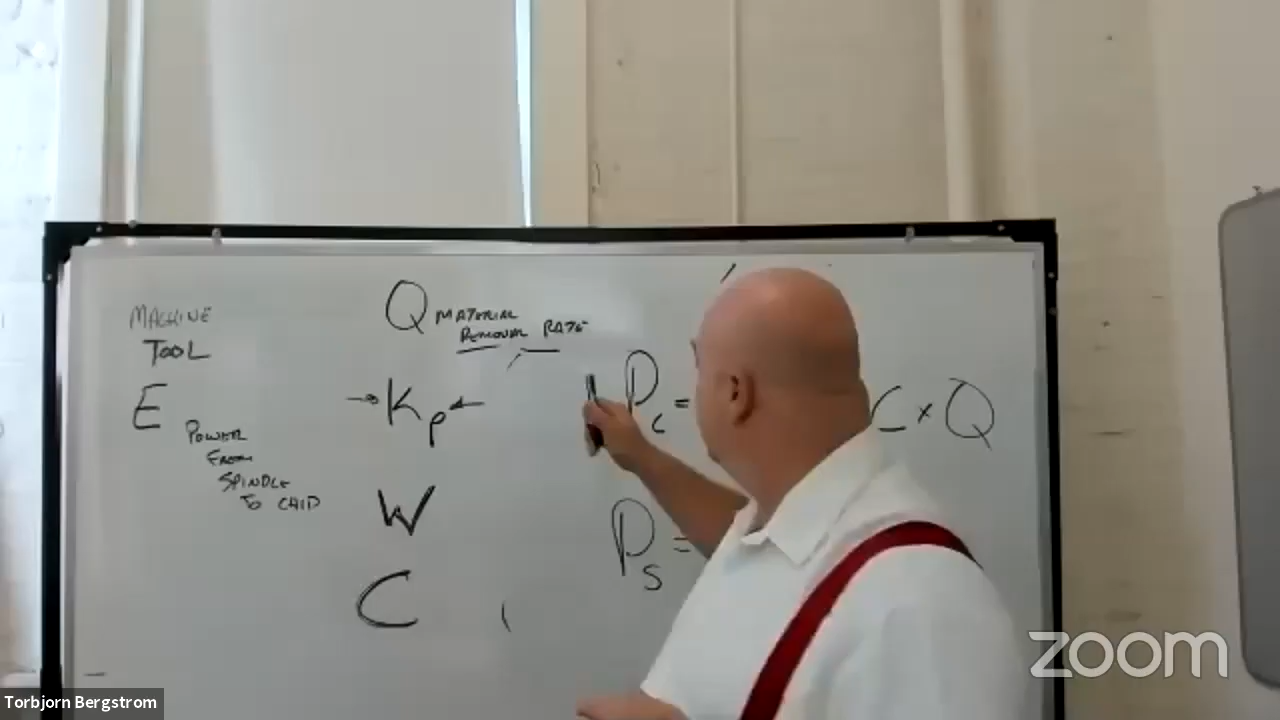 MACHINE
TOOL
E
POWER
FROM
SPINDLE
TO CHIP
Q MATERIAL
REMOVAL RATE
→ Kp ←
W
C
Pc =
C × Q
Ps =
Torbjorn Bergstrom
zoom